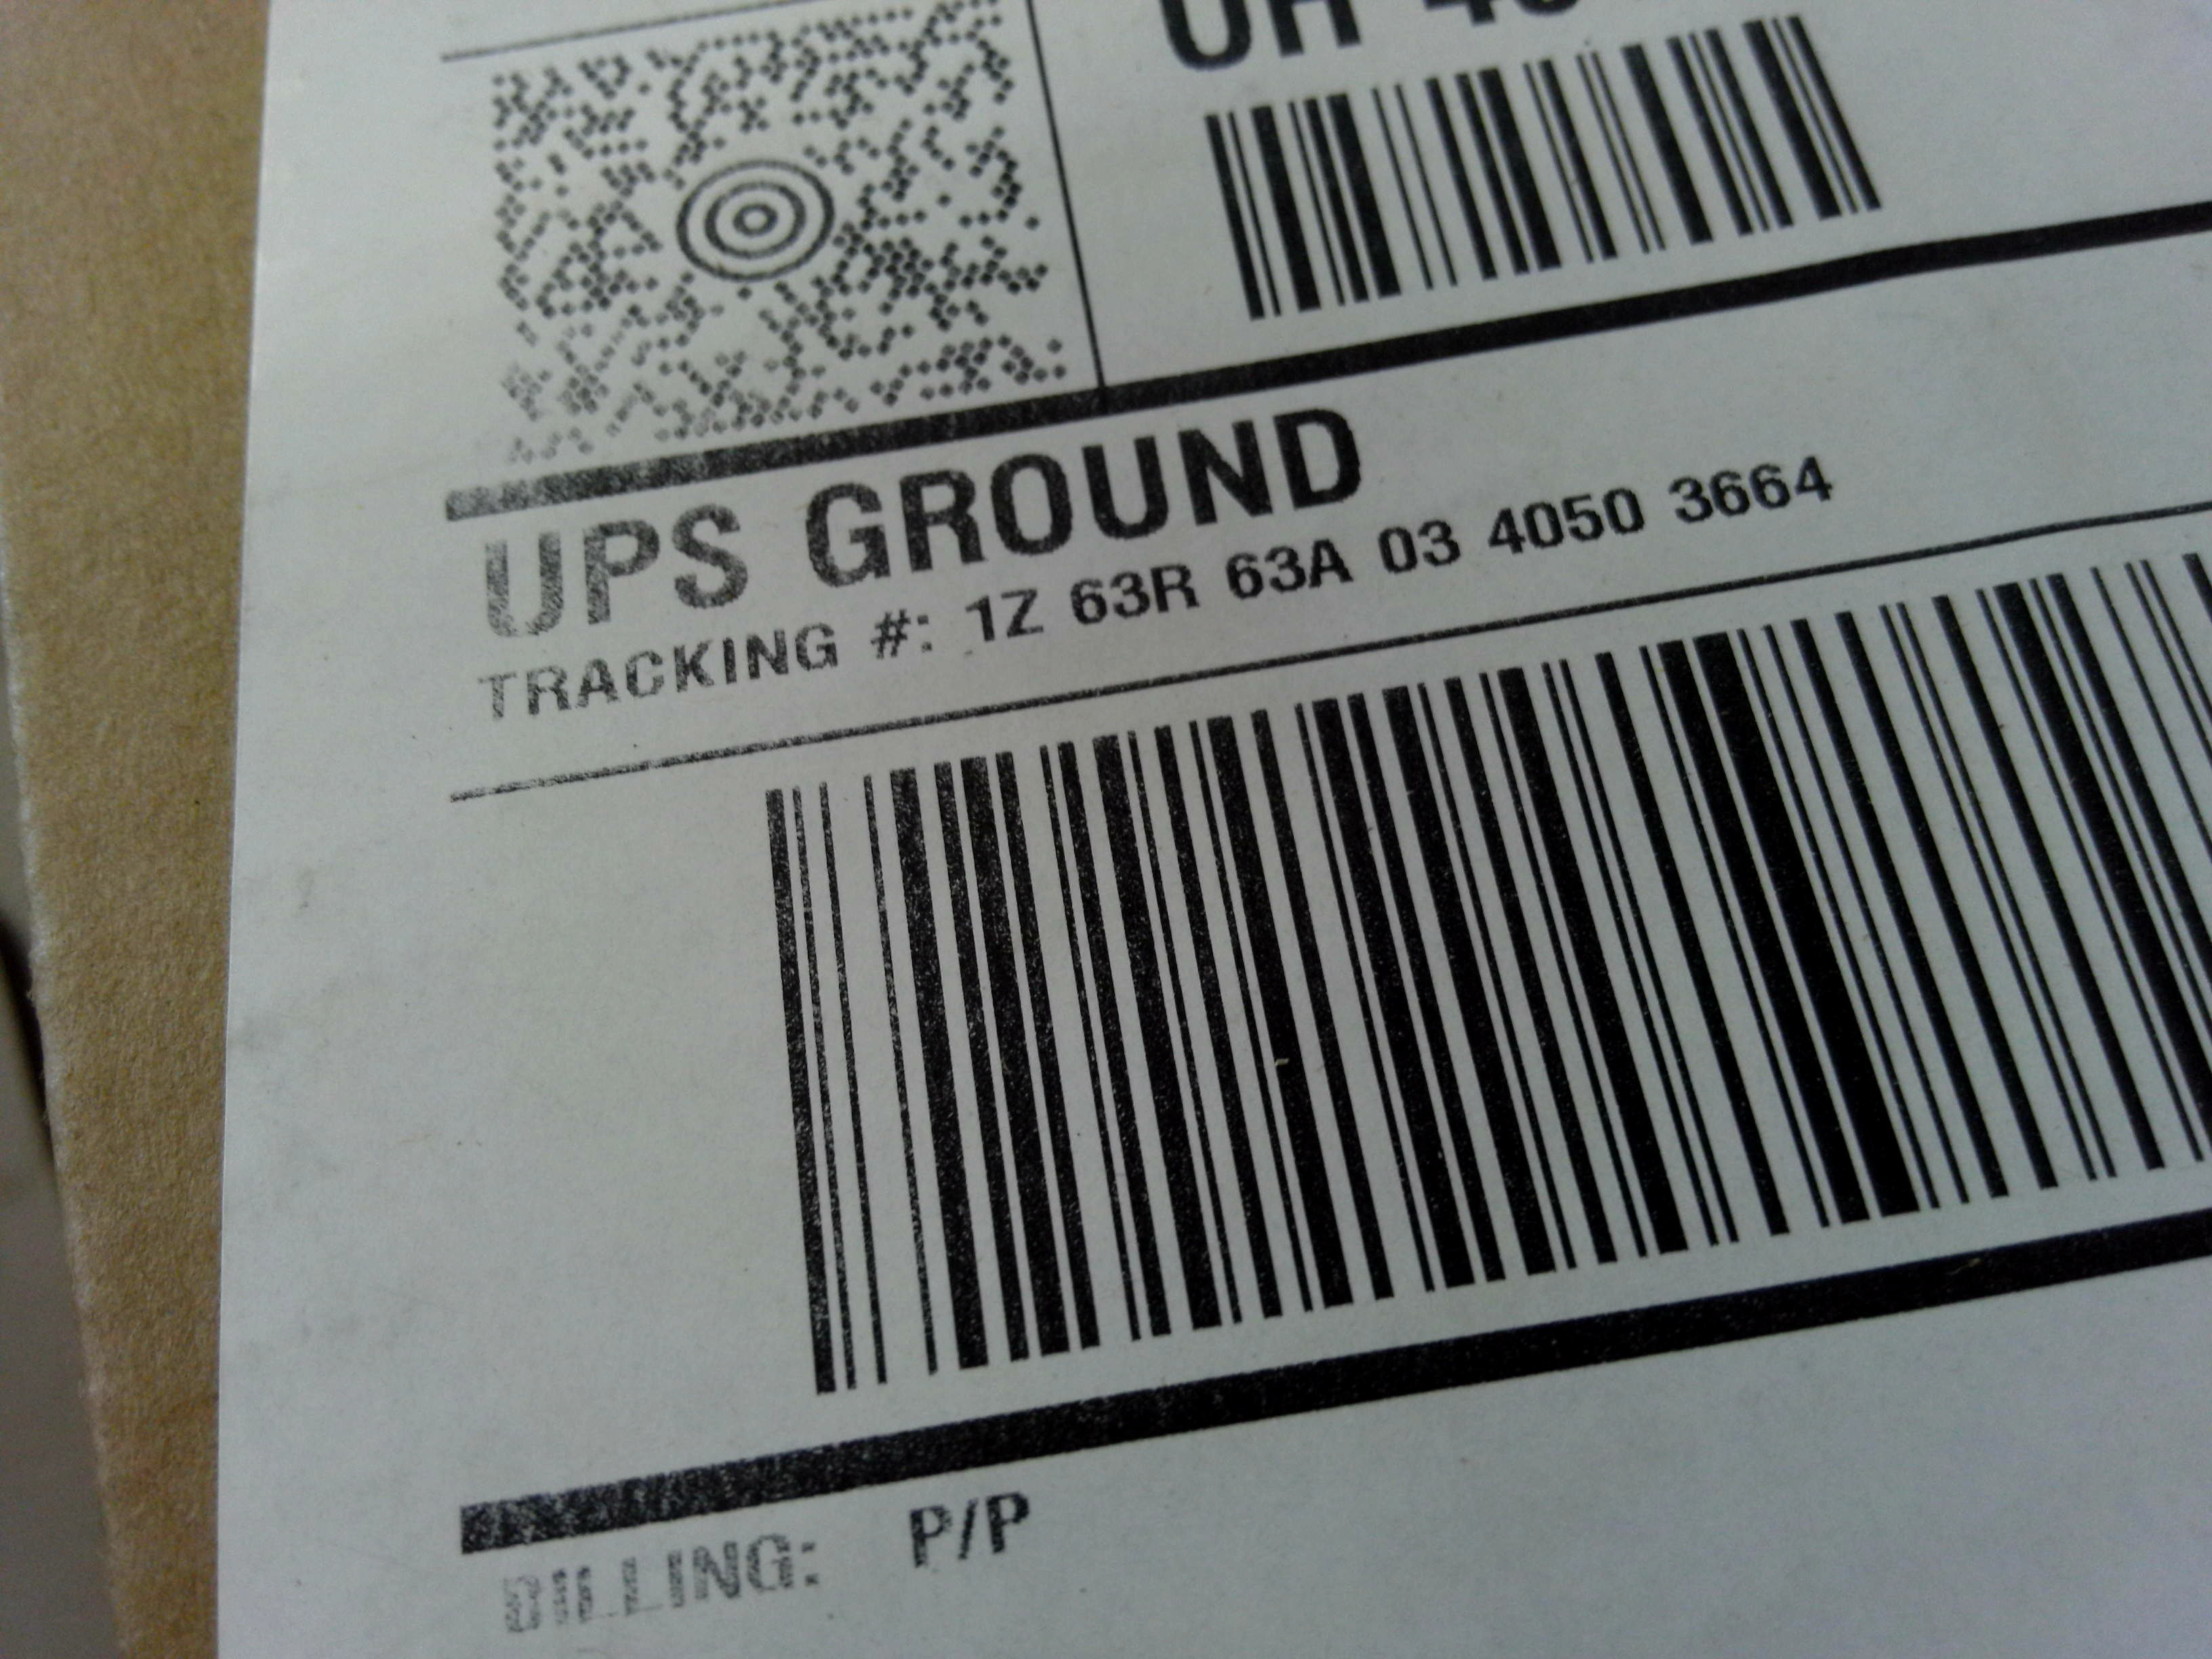 UPS GROUND
TRACKING #: 1Z 63R 63A 03 4050 3664
BILLING: P/P